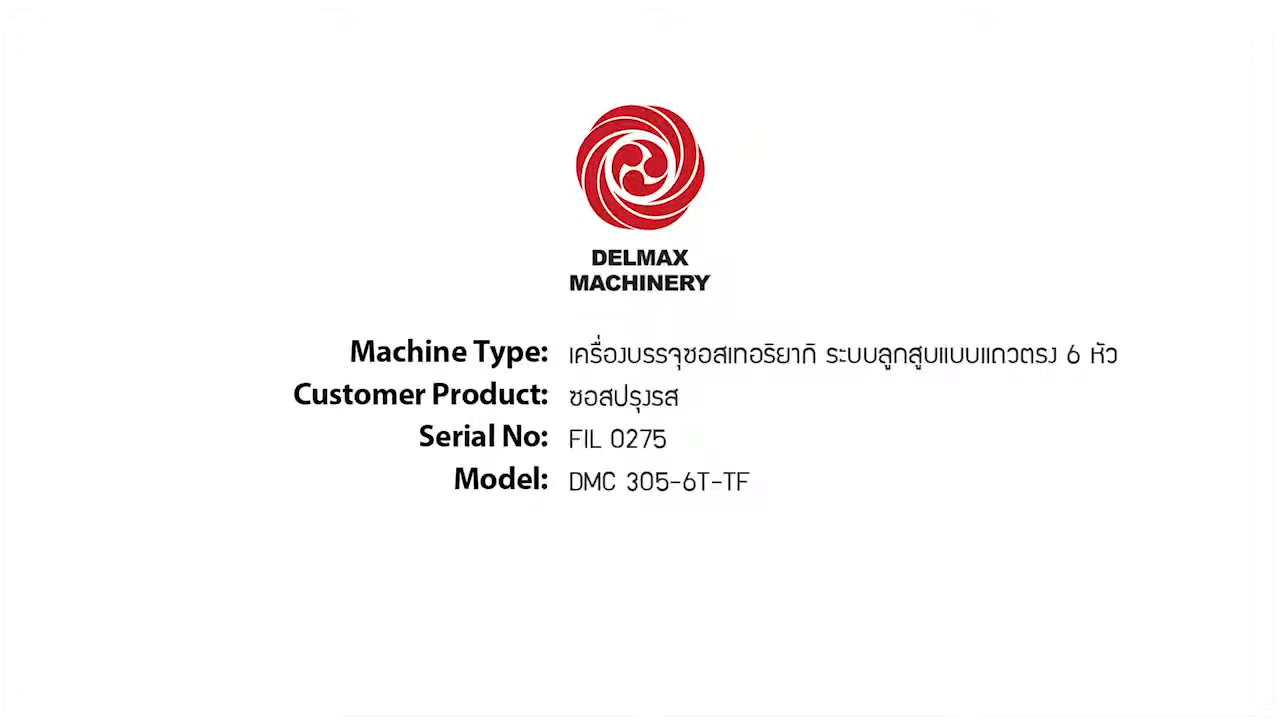 DELMAX
MACHINERY
Machine Type: เครื่องบรรจุซอสเทอริยากิ ระบบลูกสูบแบบแถวตรง 6 หัว
Customer Product: ซอสปรุงรส
Serial No: FIL 0275
Model: DMC 305-6T-TF